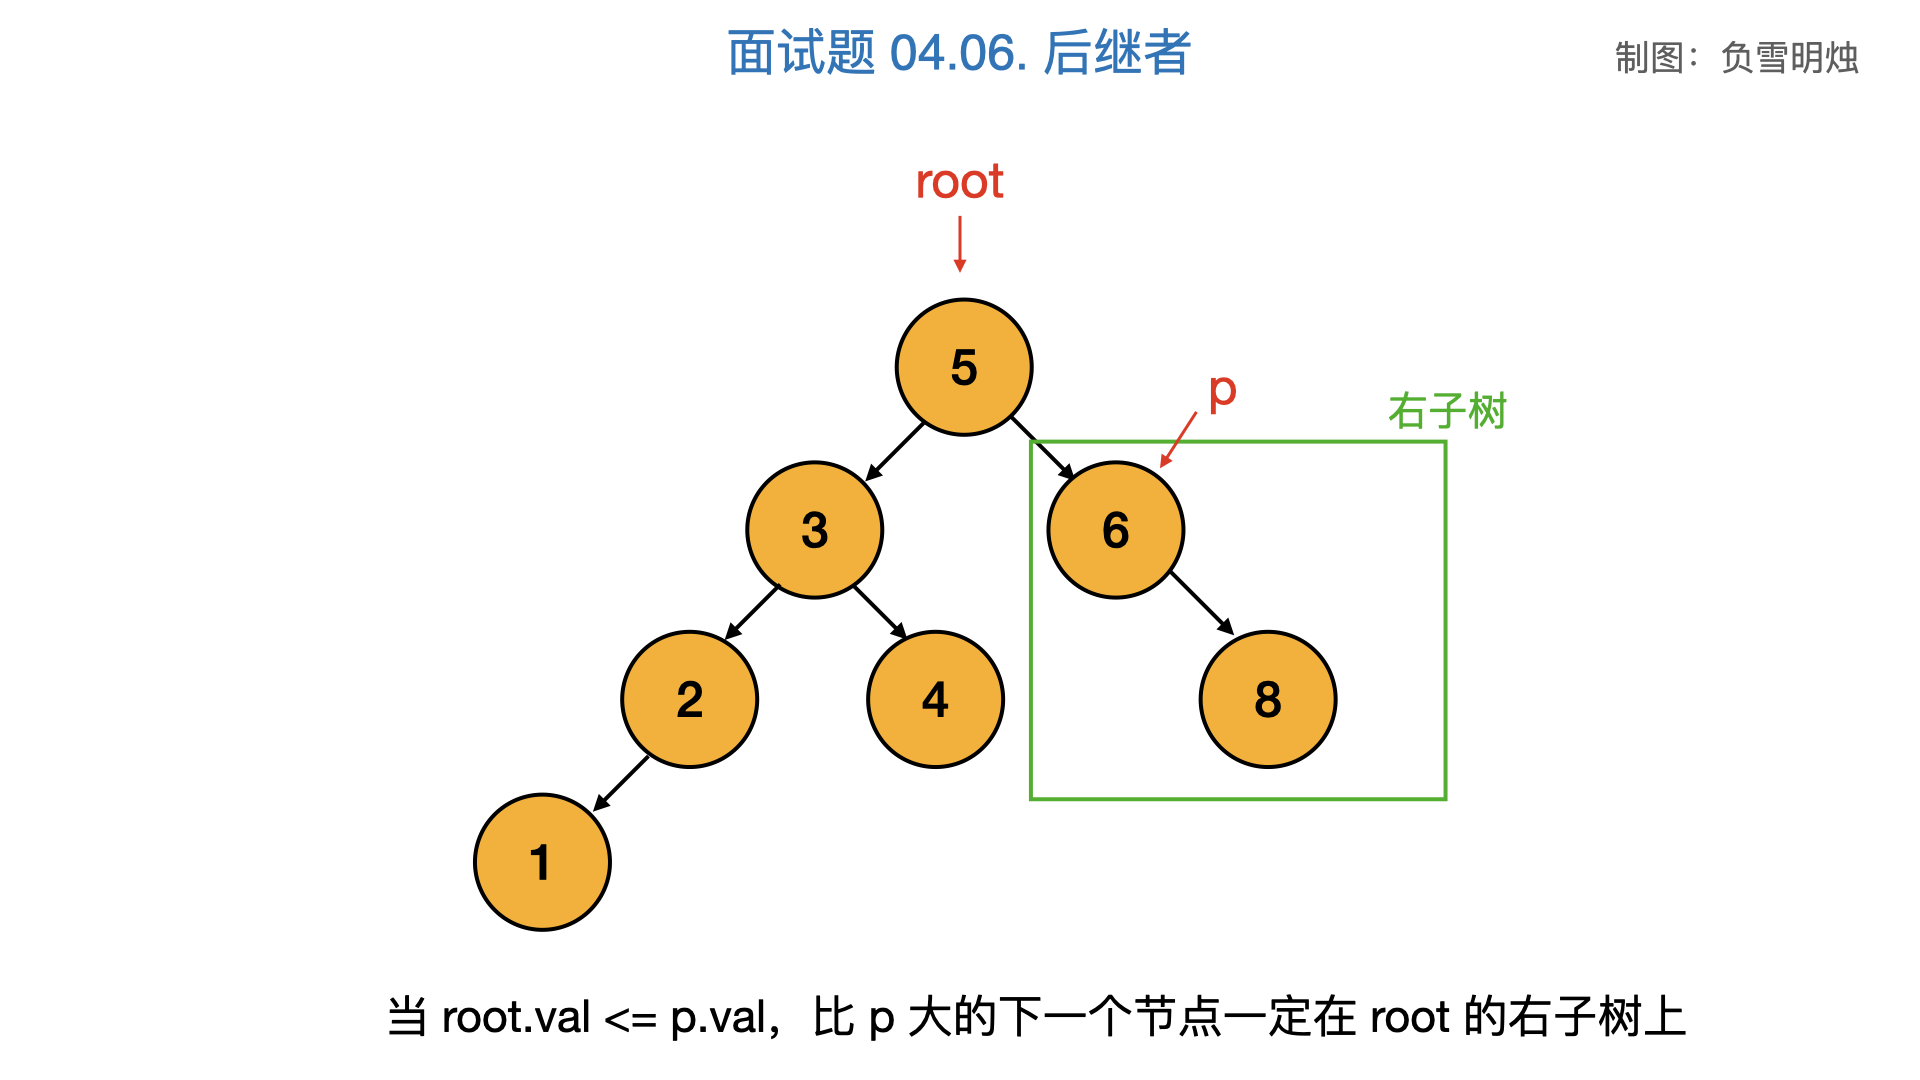 面试题 04.06. 后继者
制图：负雪明烛
root
5
p
右子树
3
6
2
4
8
1
当 root.val <= p.val，比 p 大的下一个节点一定在 root 的右子树上